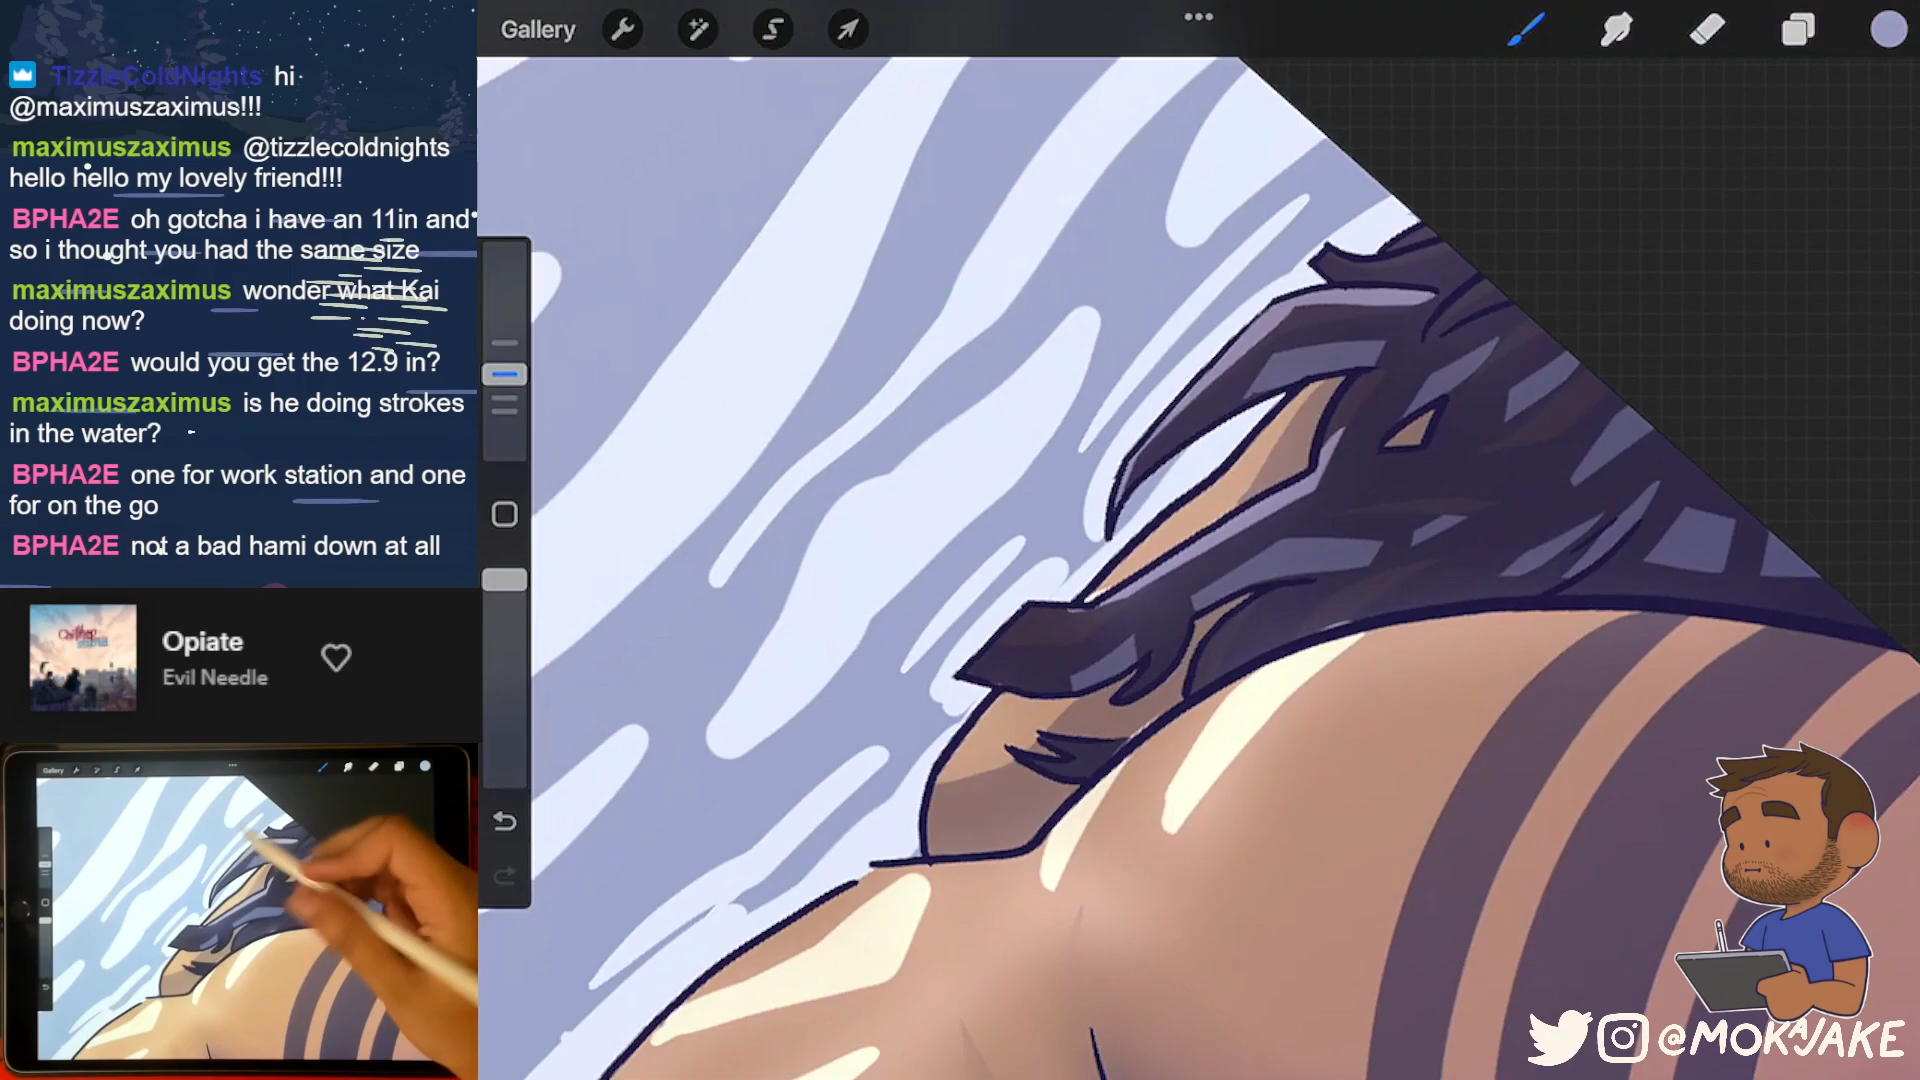 Gallery
TizzleColdNights hi
@maximuszaximus!!!
maximuszaximus @tizzlecoldnights
hello hello my lovely friend!!!
BPHA2E oh gotcha i have an 11in and
so i thought you had the same size
maximuszaximus wonder what Kai
doing now?
BPHA2E would you get the 12.9 in?
maximuszaximus is he doing strokes
in the water?
BPHA2E one for work station and one
for on the go
BPHA2E not a bad hami down at all
Opiate
Evil Needle
Gallery
@MOKAJAKE